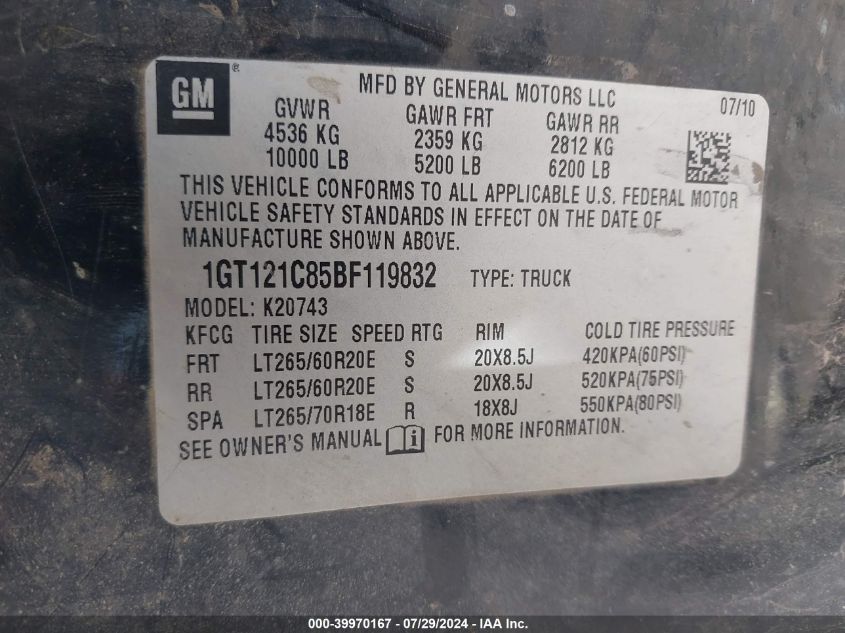 GM ®
MFD BY GENERAL MOTORS LLC 07/10
GVWR GAWR FRT GAWR RR
4536 KG 2359 KG 2812 KG
10000 LB 5200 LB 6200 LB
THIS VEHICLE CONFORMS TO ALL APPLICABLE U.S. FEDERAL MOTOR
VEHICLE SAFETY STANDARDS IN EFFECT ON THE DATE OF
MANUFACTURE SHOWN ABOVE.
1GT121C85BF119832 TYPE: TRUCK
MODEL: K20743
KFCG TIRE SIZE SPEED RTG RIM COLD TIRE PRESSURE
FRT LT265/60R20E S 20X8.5J 420KPA(60PSI)
RR LT265/60R20E S 20X8.5J 520KPA(75PSI)
SPA LT265/70R18E R 18X8J 550KPA(80PSI)
SEE OWNER'S MANUAL FOR MORE INFORMATION.
000-39970167 - 07/29/2024 - IAA Inc.